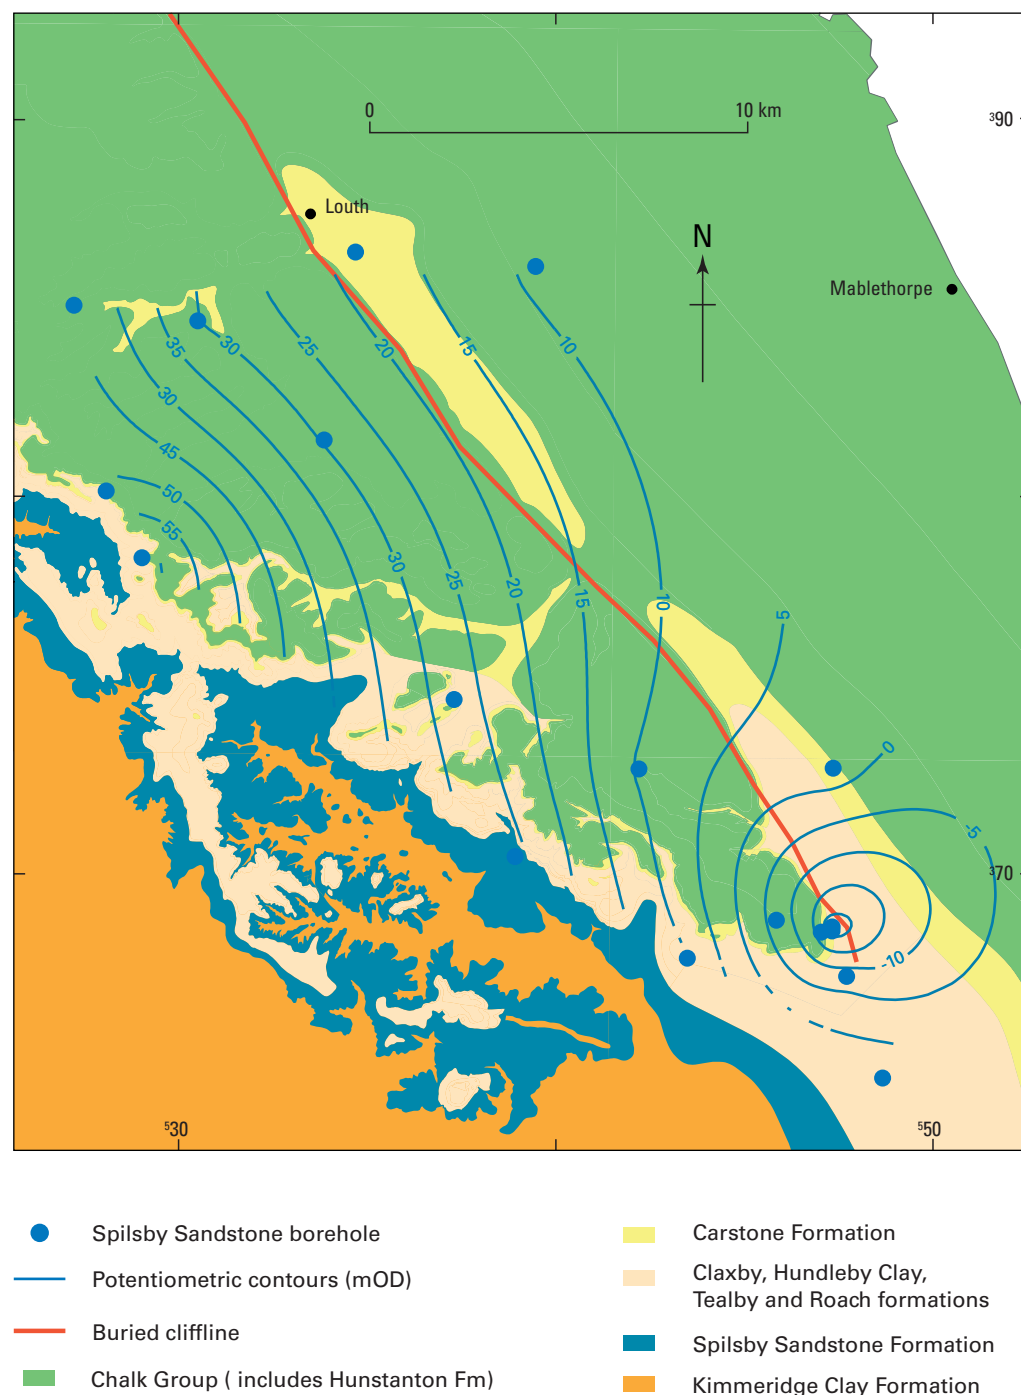 0
10 km
³90
Louth
N
Mablethorpe
35
30
25
20
15
10
30
45
50
55
30
25
20
15
10
5
0
-5
³70
-10
⁵30
⁵50
Spilsby Sandstone borehole
Potentiometric contours (mOD)
Buried cliffline
Chalk Group ( includes Hunstanton Fm)
Carstone Formation
Claxby, Hundleby Clay,
Tealby and Roach formations
Spilsby Sandstone Formation
Kimmeridge Clay Formation